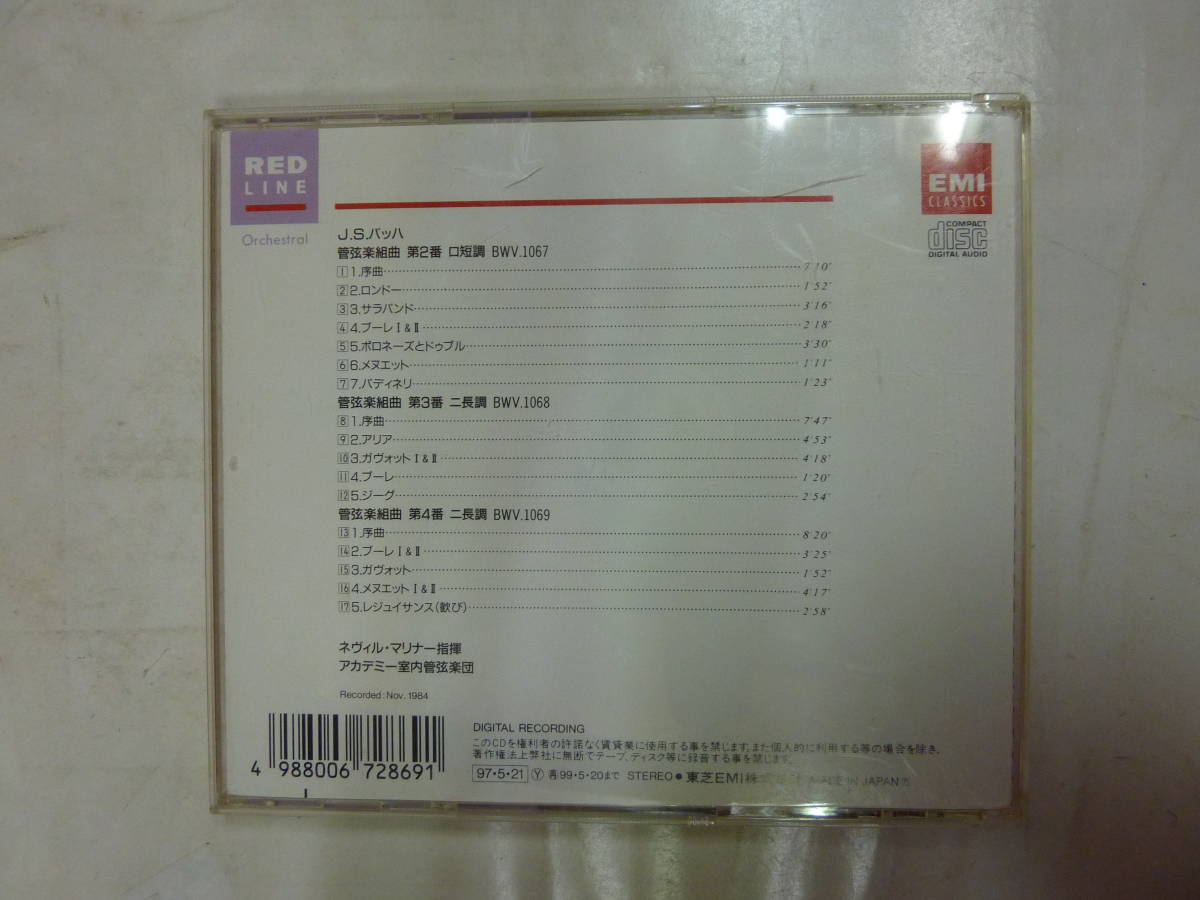 RED
LINE
Orchestral
EMI
CLASSICS
COMPACT
disc
DIGITAL AUDIO
J.S.バッハ
管弦楽組曲 第2番 ロ短調 BWV.1067
1 1.序曲 7'10"
2 2.ロンドー 1'52"
3 3.サラバンド 3'16"
4 4.ブーレⅠ&Ⅱ 2'18"
5 5.ポロネーズとドゥブル 3'30"
6 6.メヌエット 1'11"
7 7.バディネリ 1'23"
管弦楽組曲 第3番 ニ長調 BWV.1068
8 1.序曲 7'47"
9 2.アリア 4'53"
10 3.ガヴォットⅠ&Ⅱ 4'18"
11 4.ブーレ 1'20"
12 5.ジーグ 2'54"
管弦楽組曲 第4番 ニ長調 BWV.1069
13 1.序曲 8'20"
14 2.ブーレⅠ&Ⅱ 3'25"
15 3.ガヴォット 1'52"
16 4.メヌエットⅠ&Ⅱ 4'17"
17 5.レジュイサンス(歓び) 2'58"
ネヴィル・マリナー指揮
アカデミー室内管弦楽団
Recorded: Nov. 1984
4 988006 728691
DIGITAL RECORDING
このCDを権利者の許諾なく賃貸業に使用する事を禁じます。また個人的に利用する等の場合を除き、
著作権法上弊社に無断でテープ、ディスク等に録音する事を禁じます。
97・5・21 Ⓨ 再99・5・20まで STEREO ● 東芝EMI株式 MADE IN JAPAN